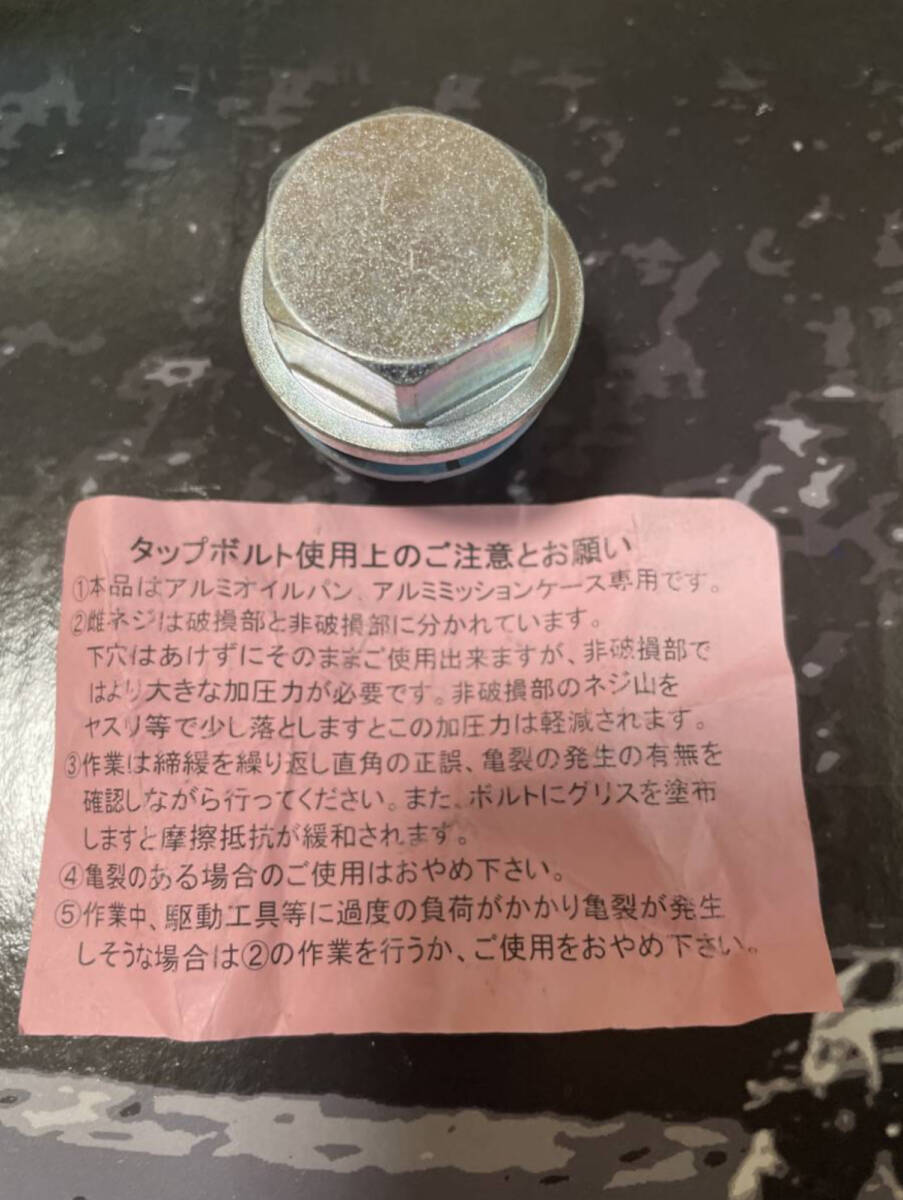 タップボルト使用上のご注意とお願い
①本品はアルミオイルパン、アルミミッションケース専用です。
②雌ネジは破損部と非破損部に分かれています。
下穴はあけずにそのままご使用出来ますが、非破損部で
はより大きな加圧力が必要です。非破損部のネジ山を
ヤスリ等で少し落としますとこの加圧力は軽減されます。
③作業は締緩を繰り返し直角の正誤、亀裂の発生の有無を
確認しながら行ってください。また、ボルトにグリスを塗布
しますと摩擦抵抗が緩和されます。
④亀裂のある場合のご使用はおやめ下さい。
⑤作業中、駆動工具等に過度の負荷がかかり亀裂が発生
しそうな場合は②の作業を行うか、ご使用をおやめ下さい。